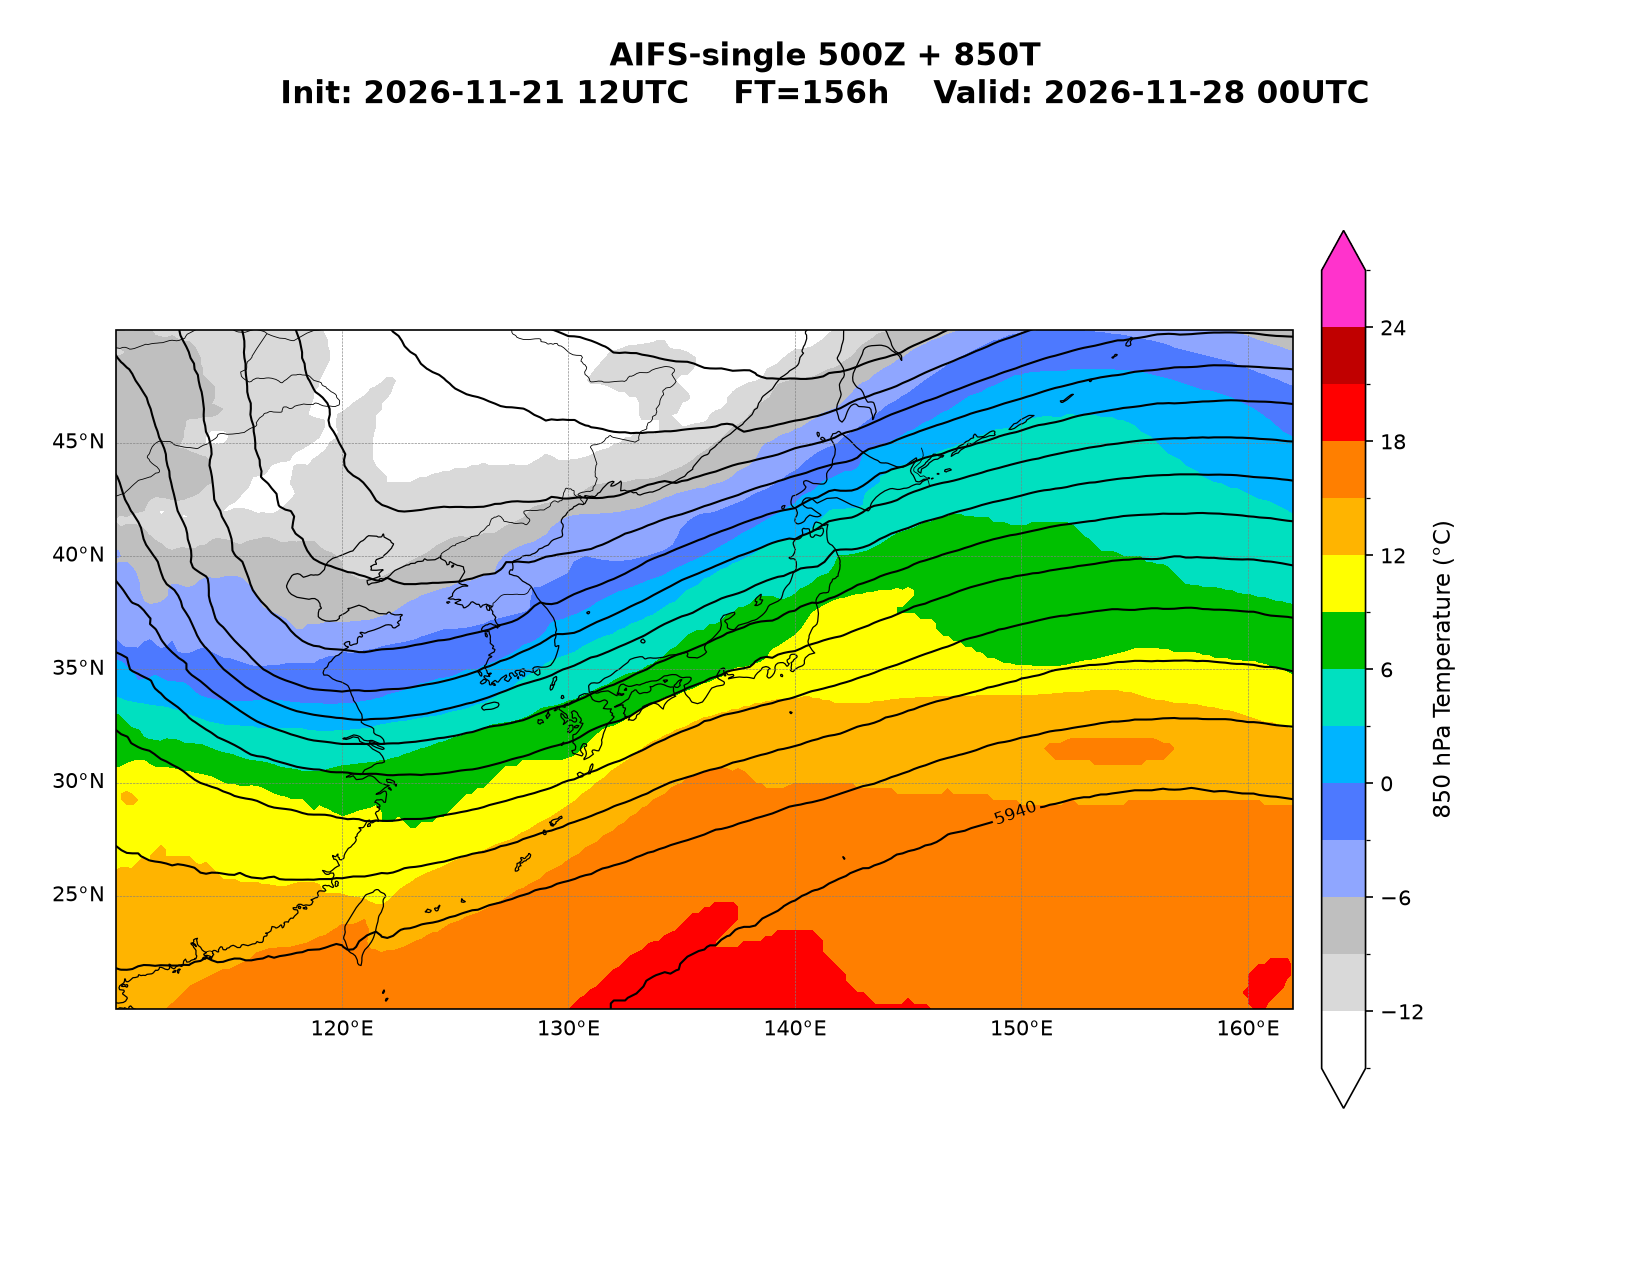 AIFS-single 500Z + 850T
Init: 2026-11-21 12UTC    FT=156h    Valid: 2026-11-28 00UTC
45°N
40°N
35°N
30°N
25°N
120°E
130°E
140°E
150°E
160°E
5940
24
18
12
6
0
−6
−12
850 hPa Temperature (°C)